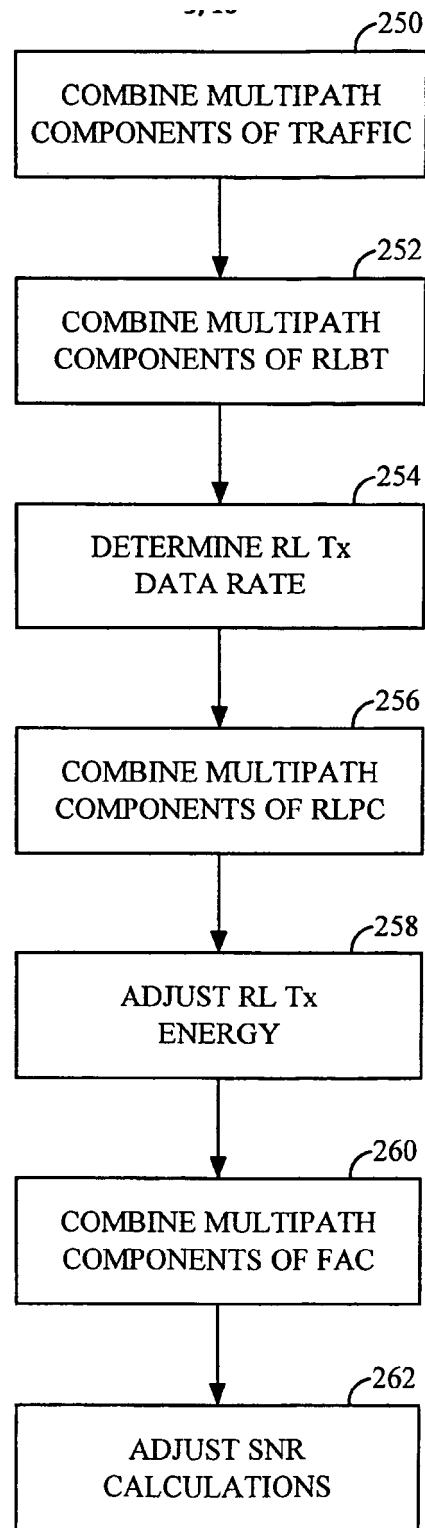 250
COMBINE MULTIPATH
COMPONENTS OF TRAFFIC
252
COMBINE MULTIPATH
COMPONENTS OF RLBT
254
DETERMINE RL Tx
DATA RATE
256
COMBINE MULTIPATH
COMPONENTS OF RLPC
258
ADJUST RL Tx
ENERGY
260
COMBINE MULTIPATH
COMPONENTS OF FAC
262
ADJUST SNR
CALCULATIONS